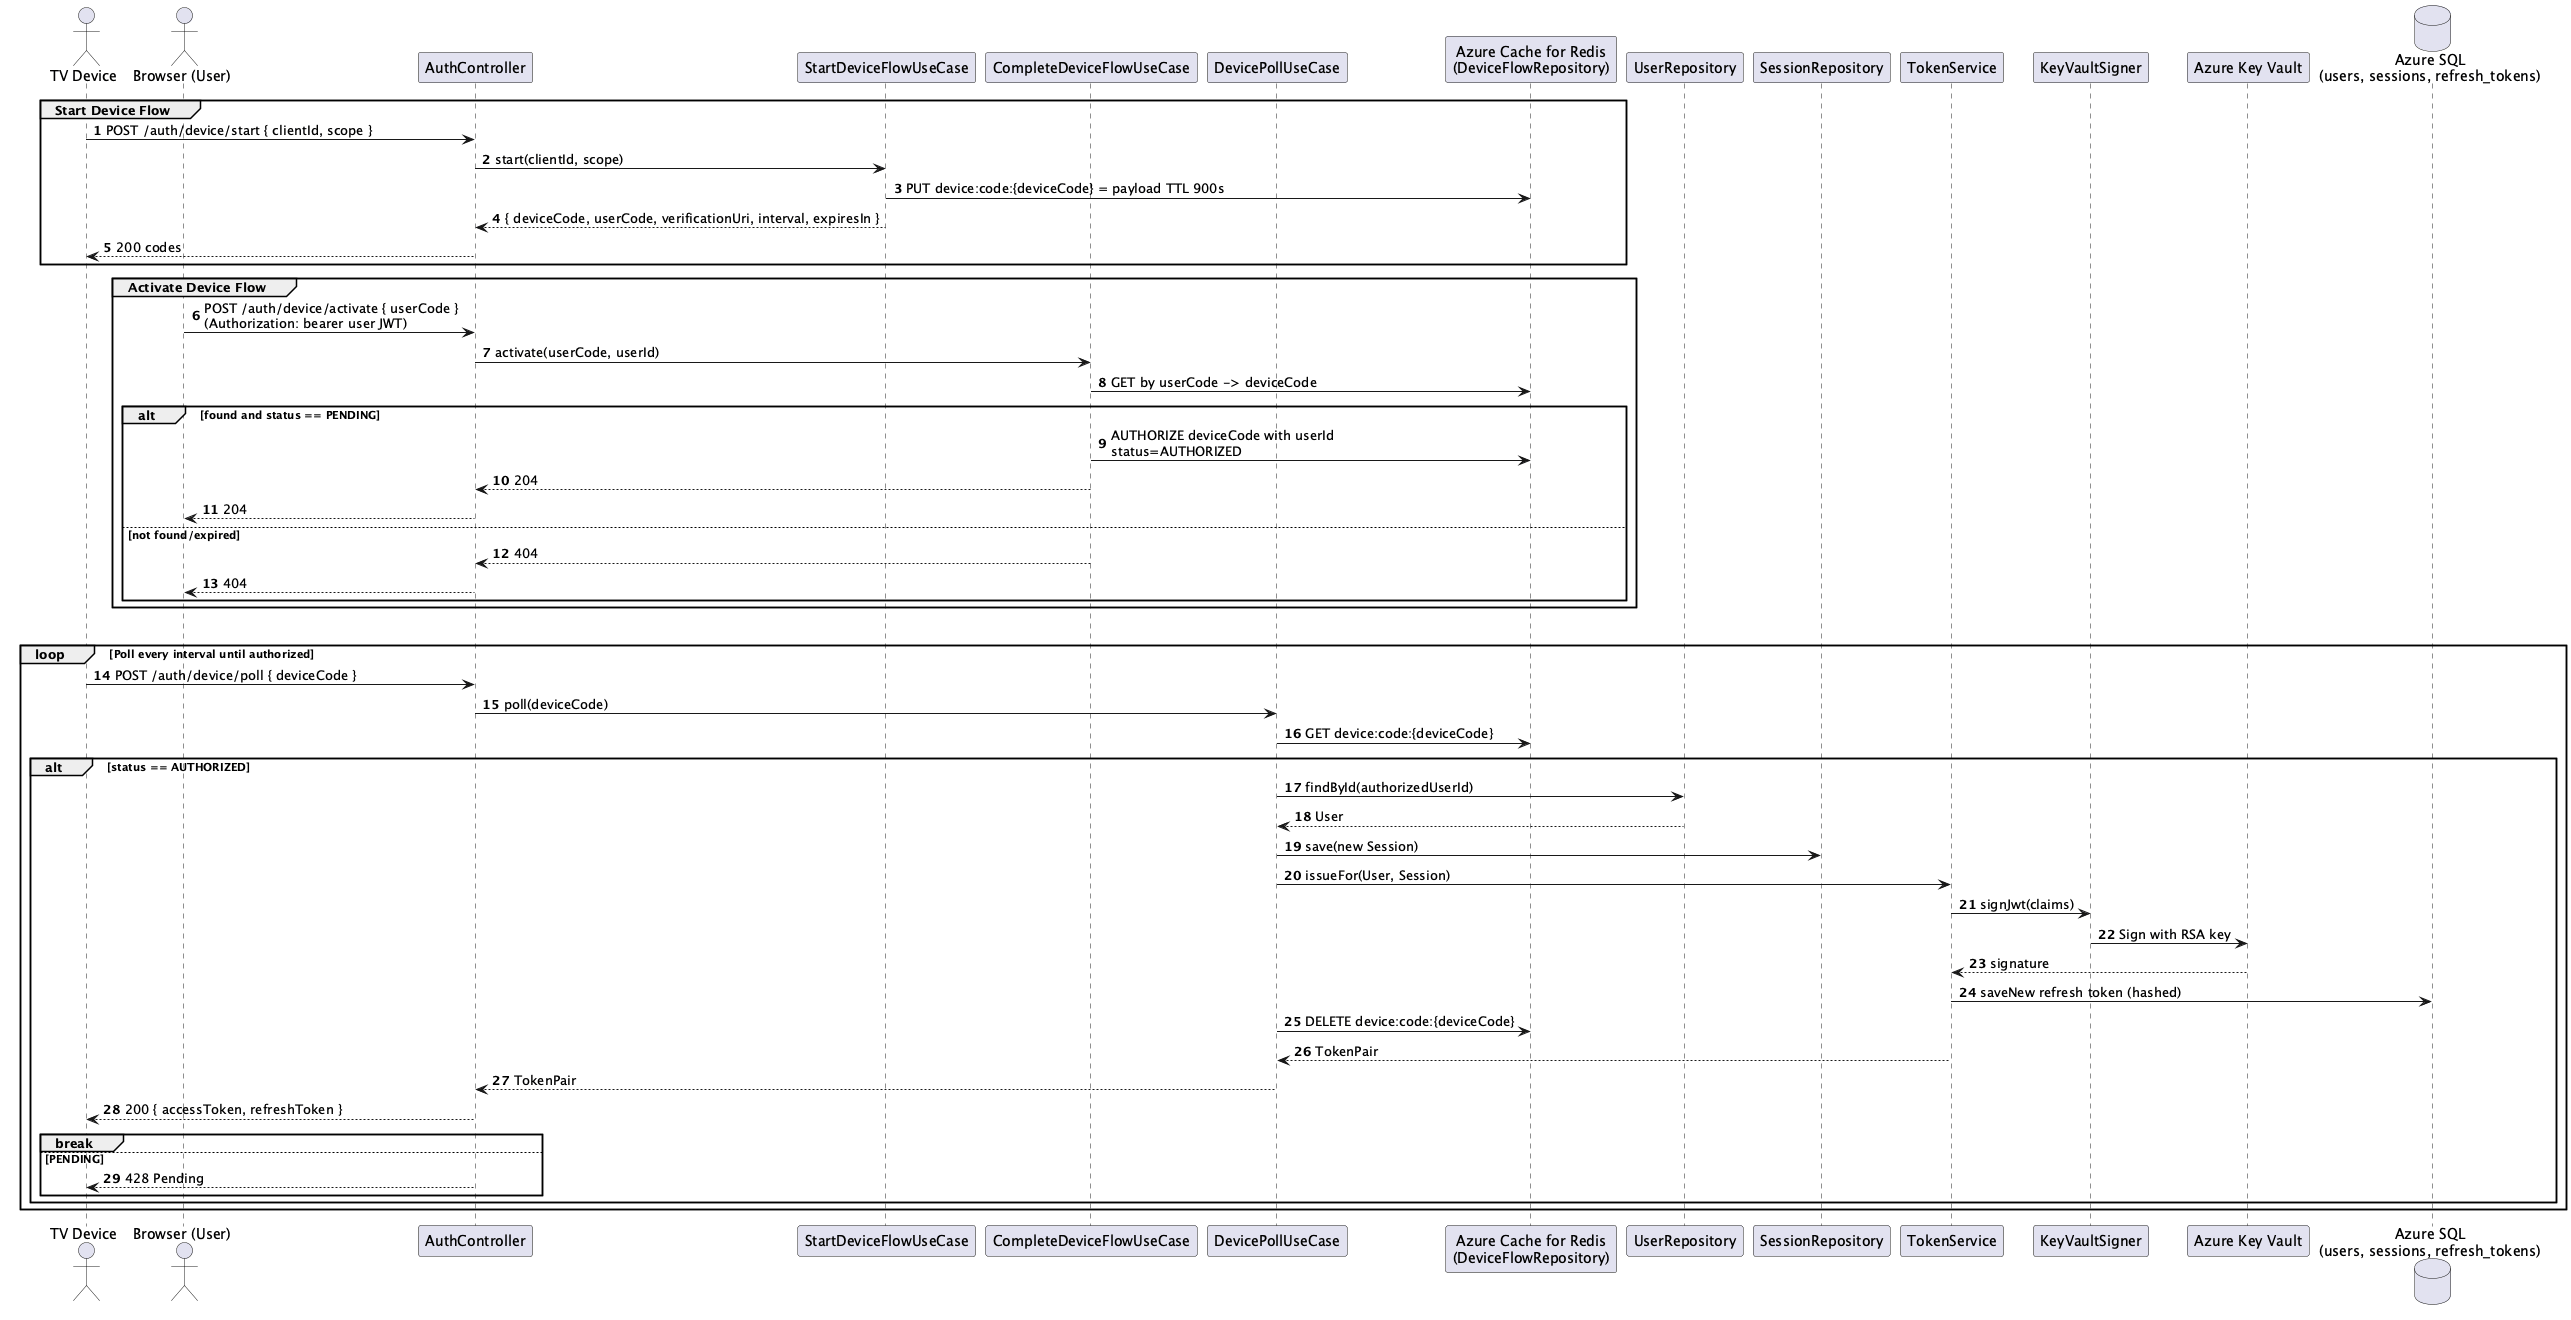 TV Device
Browser (User)
AuthController
StartDeviceFlowUseCase
CompleteDeviceFlowUseCase
DevicePollUseCase
Azure Cache for Redis
(DeviceFlowRepository)
UserRepository
SessionRepository
TokenService
KeyVaultSigner
Azure Key Vault
Azure SQL
(users, sessions, refresh_tokens)
Start Device Flow
1 POST /auth/device/start { clientId, scope }
2 start(clientId, scope)
3 PUT device:code:{deviceCode} = payload TTL 900s
4 { deviceCode, userCode, verificationUri, interval, expiresIn }
5 200 codes
Activate Device Flow
6 POST /auth/device/activate { userCode }
(Authorization: bearer user JWT)
7 activate(userCode, userId)
8 GET by userCode -> deviceCode
alt [found and status == PENDING]
9 AUTHORIZE deviceCode with userId
status=AUTHORIZED
10 204
11 204
[not found/expired]
12 404
13 404
loop [Poll every interval until authorized]
14 POST /auth/device/poll { deviceCode }
15 poll(deviceCode)
16 GET device:code:{deviceCode}
alt [status == AUTHORIZED]
17 findById(authorizedUserId)
18 User
19 save(new Session)
20 issueFor(User, Session)
21 signJwt(claims)
22 Sign with RSA key
23 signature
24 saveNew refresh token (hashed)
25 DELETE device:code:{deviceCode}
26 TokenPair
27 TokenPair
28 200 { accessToken, refreshToken }
break
[PENDING]
29 428 Pending
TV Device
Browser (User)
AuthController
StartDeviceFlowUseCase
CompleteDeviceFlowUseCase
DevicePollUseCase
Azure Cache for Redis
(DeviceFlowRepository)
UserRepository
SessionRepository
TokenService
KeyVaultSigner
Azure Key Vault
Azure SQL
(users, sessions, refresh_tokens)